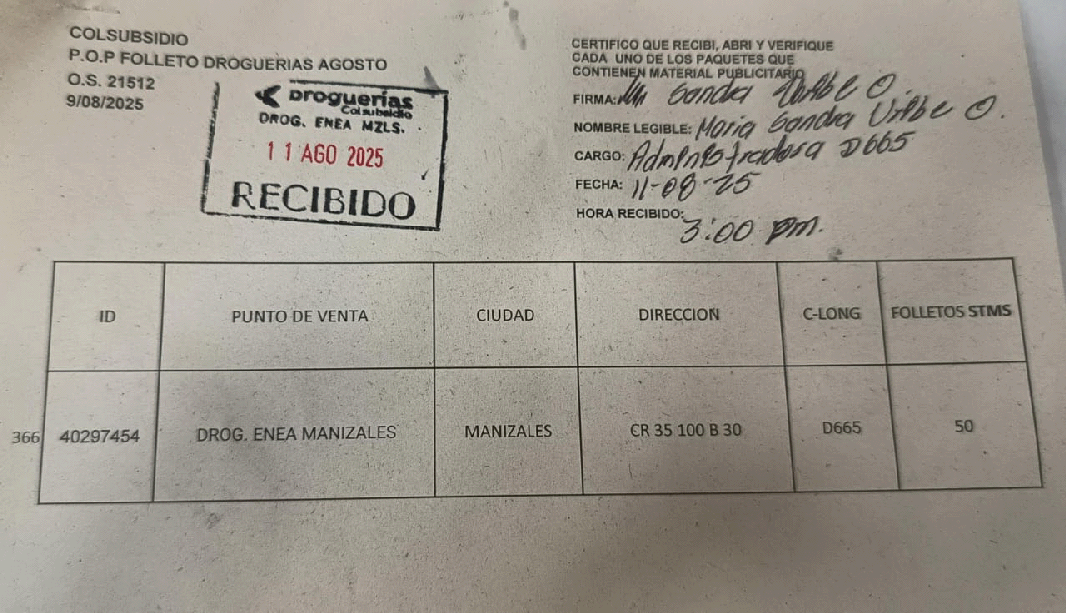 COLSUBSIDIO
P.O.P FOLLETO DROGUERIAS AGOSTO
O.S. 21512
9/08/2025
Droguerías
Colsubsidio
DROG. ENEA MZLS.
11 AGO 2025
RECIBIDO
CERTIFICO QUE RECIBI, ABRI Y VERIFIQUE
CADA UNO DE LOS PAQUETES QUE
CONTIENEN MATERIAL PUBLICITARIO
FIRMA: Sandra Uribe O.
NOMBRE LEGIBLE: Maria Sandra Uribe O.
CARGO: Administradora D665
FECHA: 11-08-25
HORA RECIBIDO: 3:00 pm.
ID PUNTO DE VENTA CIUDAD DIRECCION C-LONG FOLLETOS STMS
366 40297454 DROG. ENEA MANIZALES MANIZALES CR 35 100 B 30 D665 50